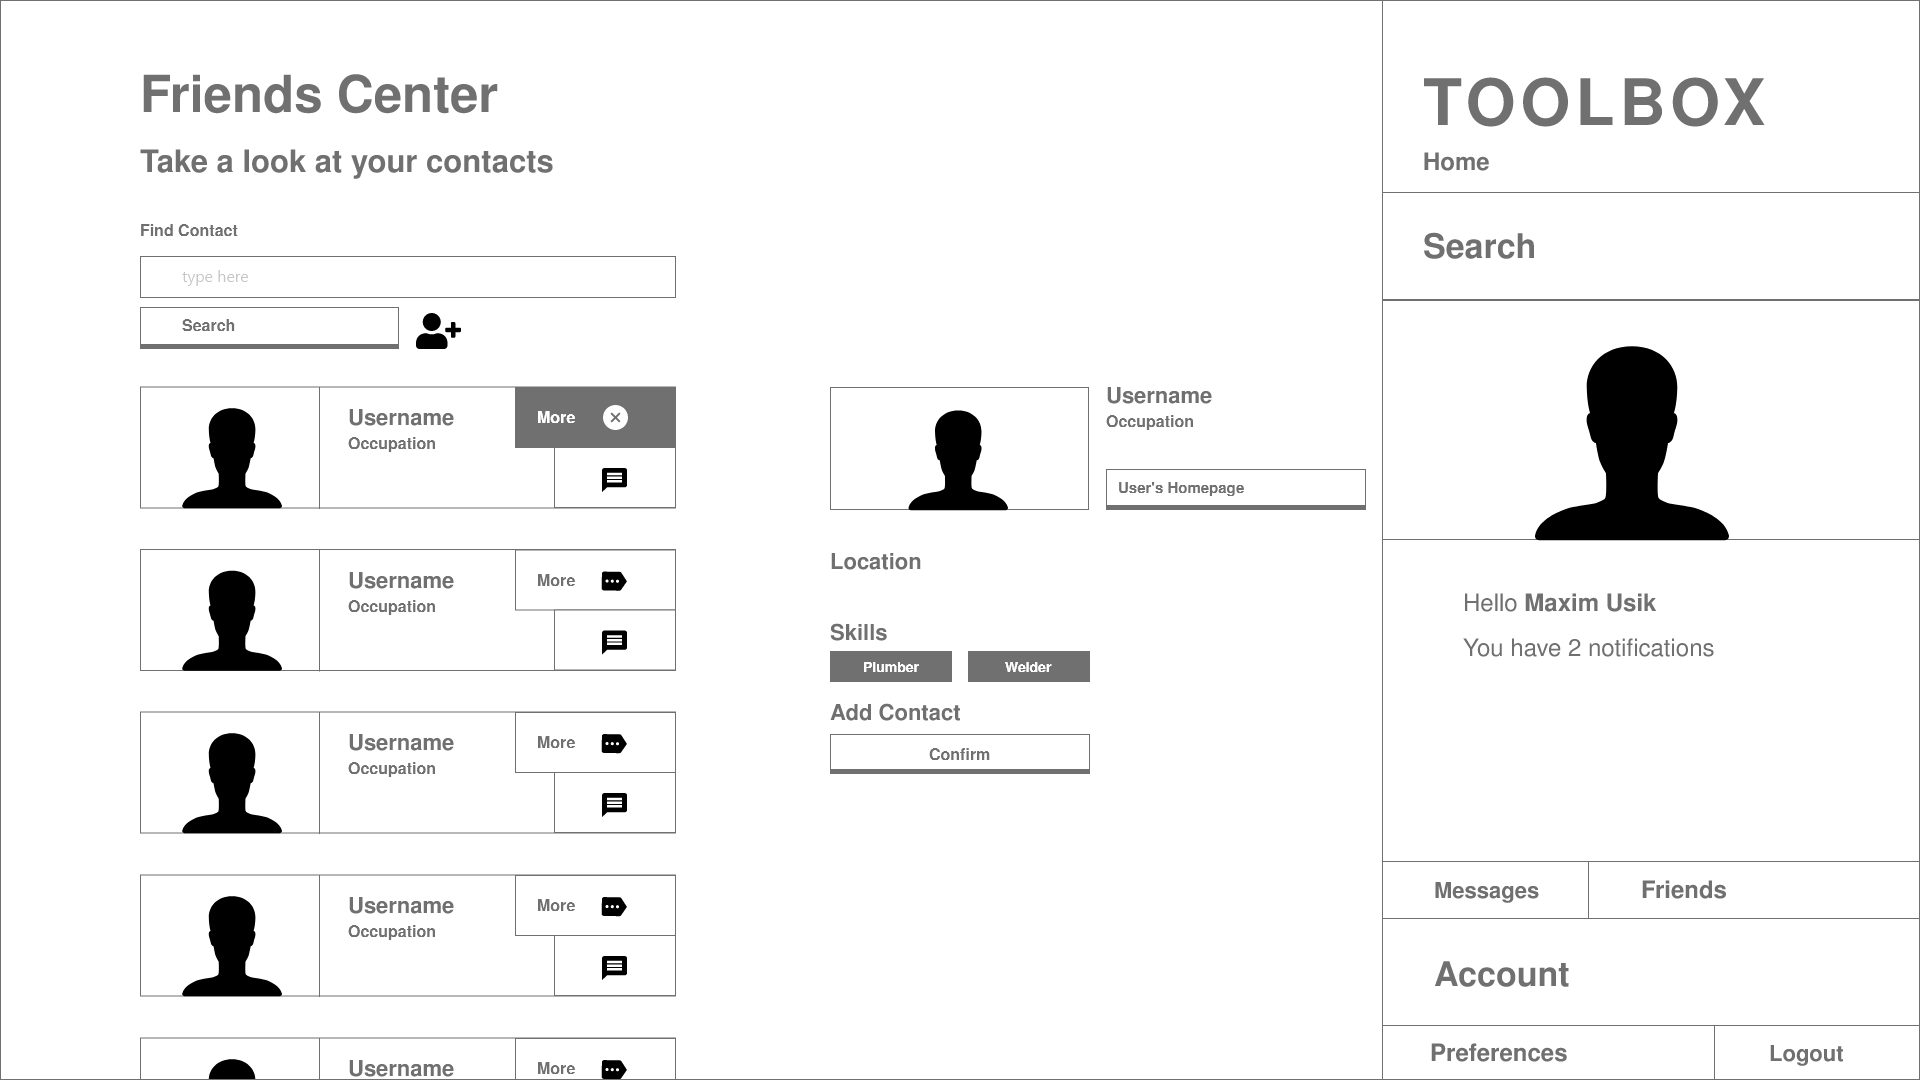 Friends Center
Take a look at your contacts
Find Contact
type here
Search
Username
Occupation
More
Username
Occupation
More
Username
Occupation
More
Username
Occupation
More
Username
More
Username
Occupation
User's Homepage
Location
Skills
Plumber
Welder
Add Contact
Confirm
TOOLBOX
Home
Search
Hello Maxim Usik
You have 2 notifications
Messages
Friends
Account
Preferences
Logout